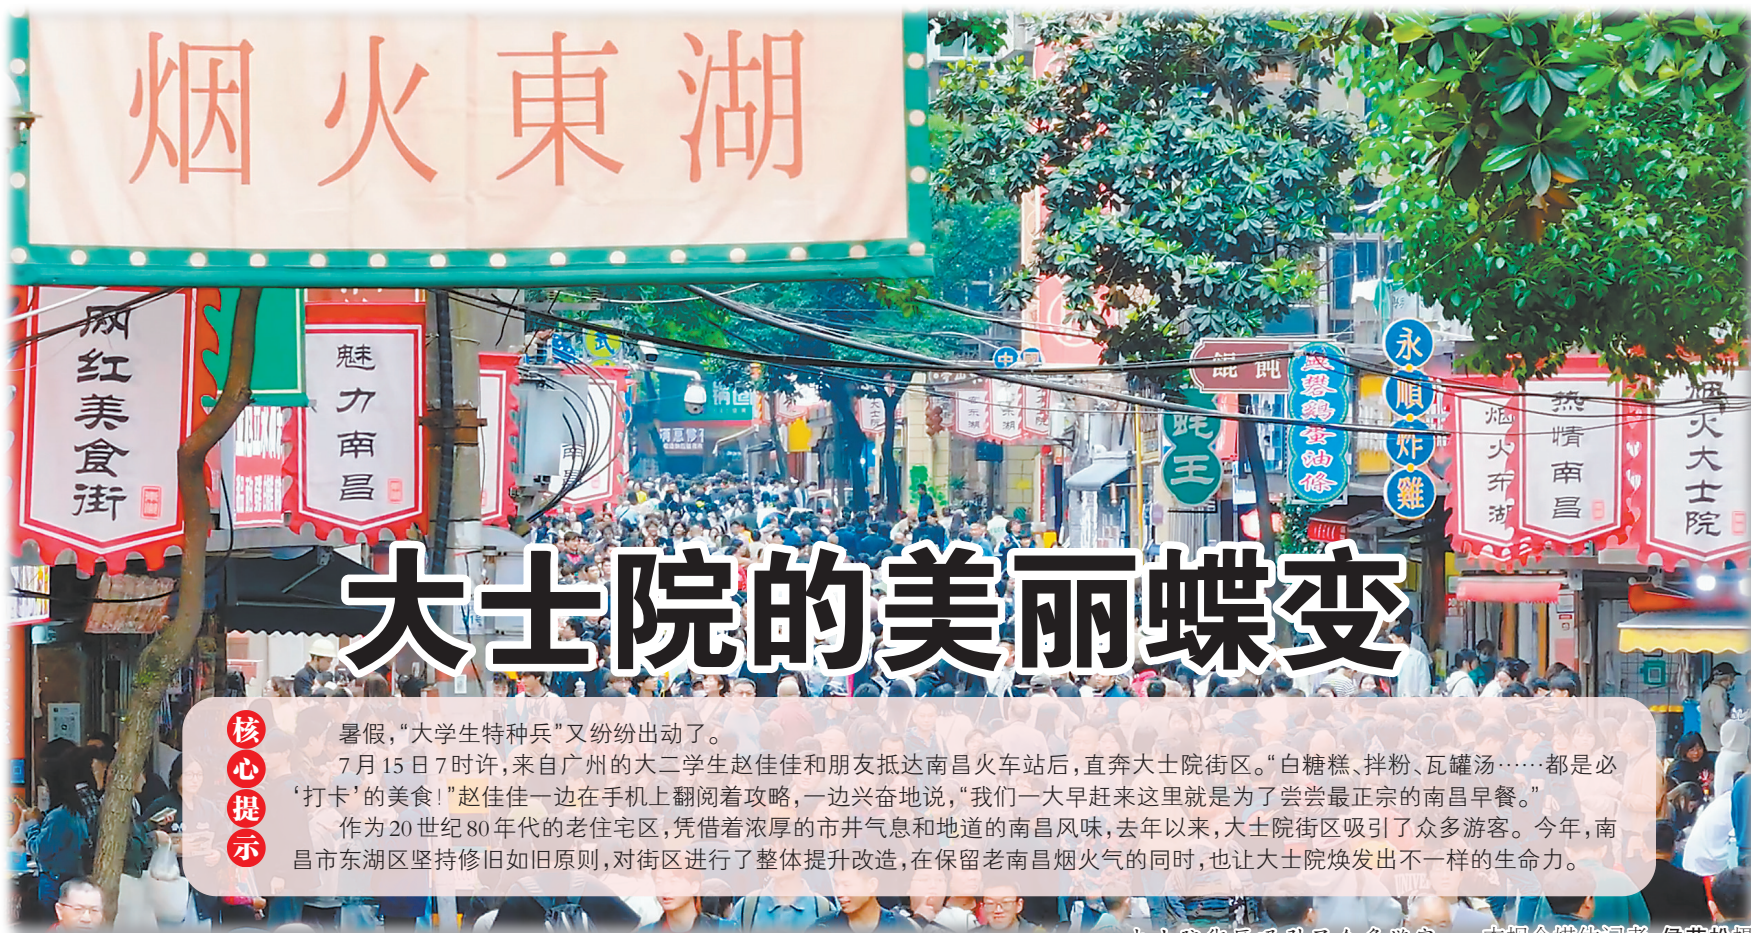 烟火東湖
网红美食街
魅力南昌
中國
餛飩
蚝王
永順炸雞
烟火东湖
热情南昌
烟火大士院
大士院的美丽蝶变
核心提示
暑假，“大学生特种兵”又纷纷出动了。
7月15日7时许，来自广州的大二学生赵佳佳和朋友抵达南昌火车站后，直奔大士院街区。“白糖糕、拌粉、瓦罐汤……都是必
‘打卡’的美食！”赵佳佳一边在手机上翻阅着攻略，一边兴奋地说，“我们一大早赶来这里就是为了尝尝最正宗的南昌早餐。”
作为20世纪80年代的老住宅区，凭借着浓厚的市井气息和地道的南昌风味，去年以来，大士院街区吸引了众多游客。今年，南
昌市东湖区坚持修旧如旧原则，对街区进行了整体提升改造，在保留老南昌烟火气的同时，也让大士院焕发出不一样的生命力。